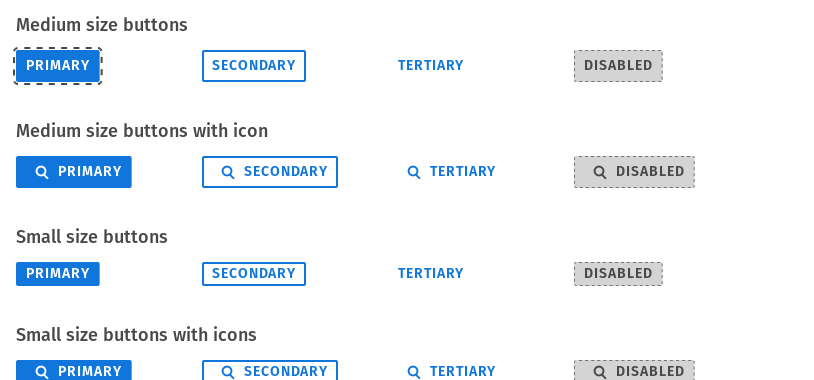 Medium size buttons
PRIMARY SECONDARY TERTIARY DISABLED
Medium size buttons with icon
PRIMARY SECONDARY TERTIARY DISABLED
Small size buttons
PRIMARY SECONDARY TERTIARY DISABLED
Small size buttons with icons
PRIMARY SECONDARY TERTIARY DISABLED